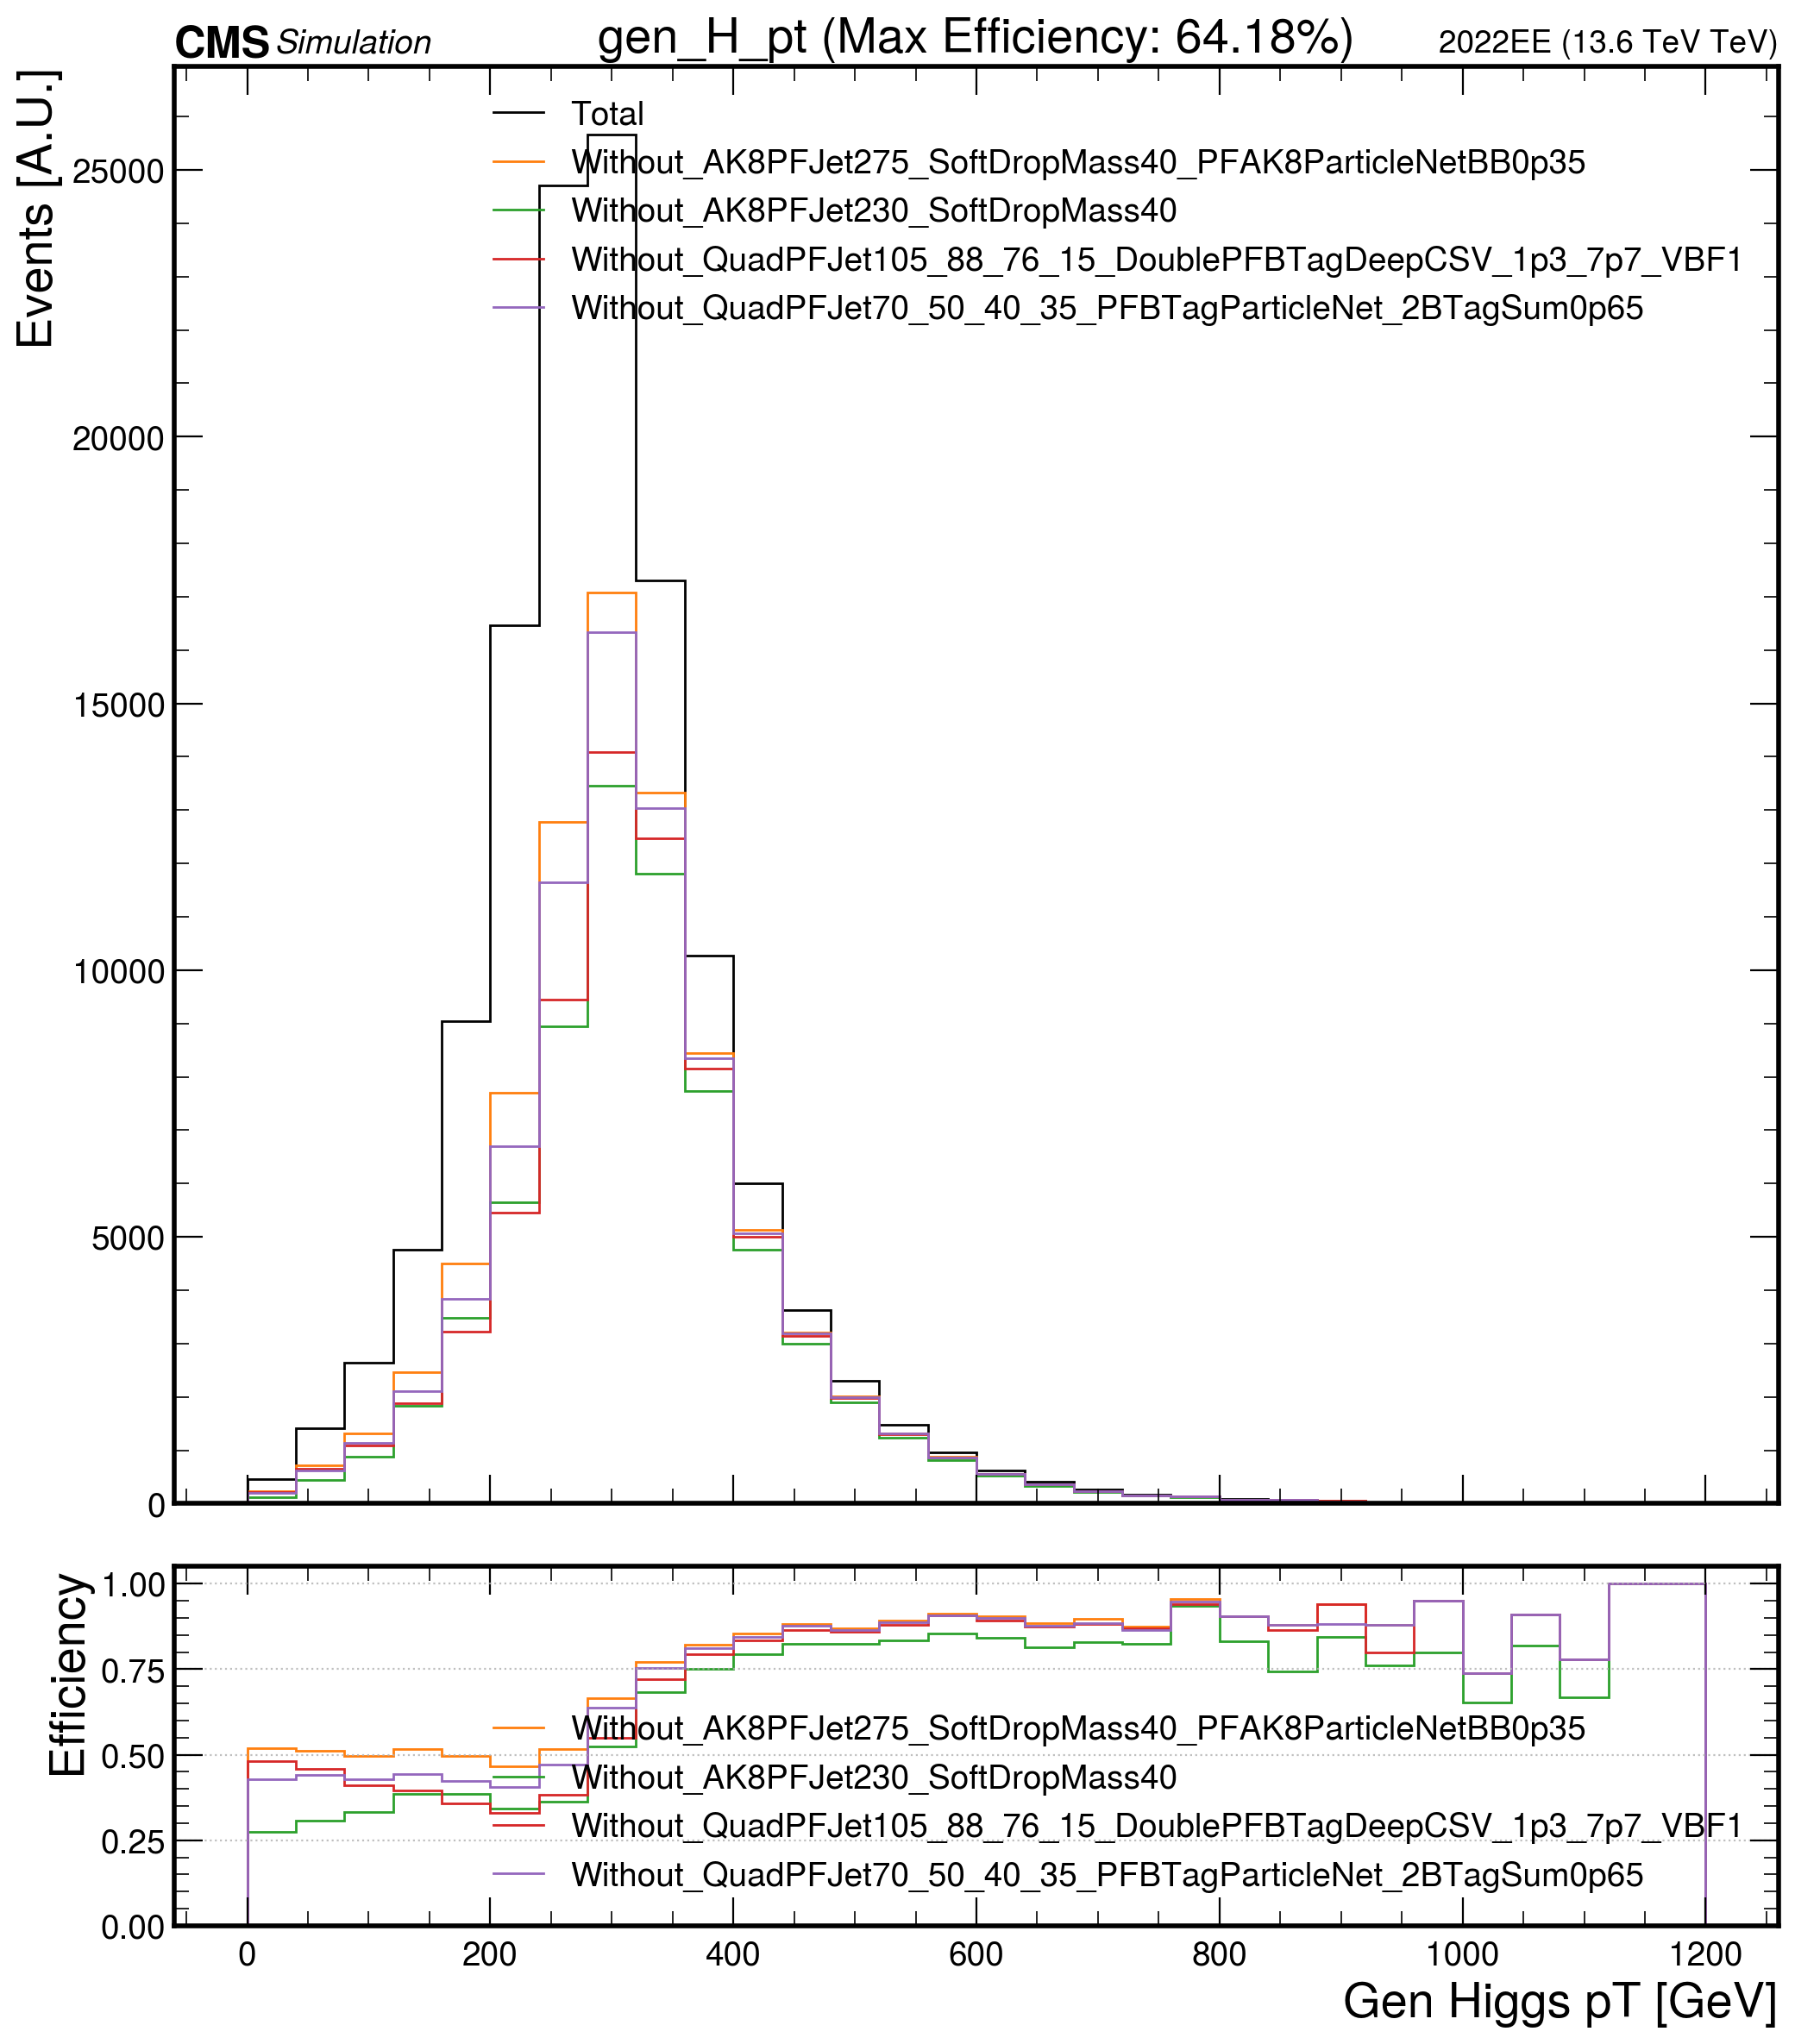 CMS Simulation gen_H_pt (Max Efficiency: 64.18%) 2022EE (13.6 TeV TeV)
Events [A.U.]
Total
Without_AK8PFJet275_SoftDropMass40_PFAK8ParticleNetBB0p35
Without_AK8PFJet230_SoftDropMass40
Without_QuadPFJet105_88_76_15_DoublePFBTagDeepCSV_1p3_7p7_VBF1
Without_QuadPFJet70_50_40_35_PFBTagParticleNet_2BTagSum0p65
25000
20000
15000
10000
5000
0
Efficiency
1.00
0.75
0.50
0.25
0.00
Without_AK8PFJet275_SoftDropMass40_PFAK8ParticleNetBB0p35
Without_AK8PFJet230_SoftDropMass40
Without_QuadPFJet105_88_76_15_DoublePFBTagDeepCSV_1p3_7p7_VBF1
Without_QuadPFJet70_50_40_35_PFBTagParticleNet_2BTagSum0p65
0 200 400 600 800 1000 1200
Gen Higgs pT [GeV]